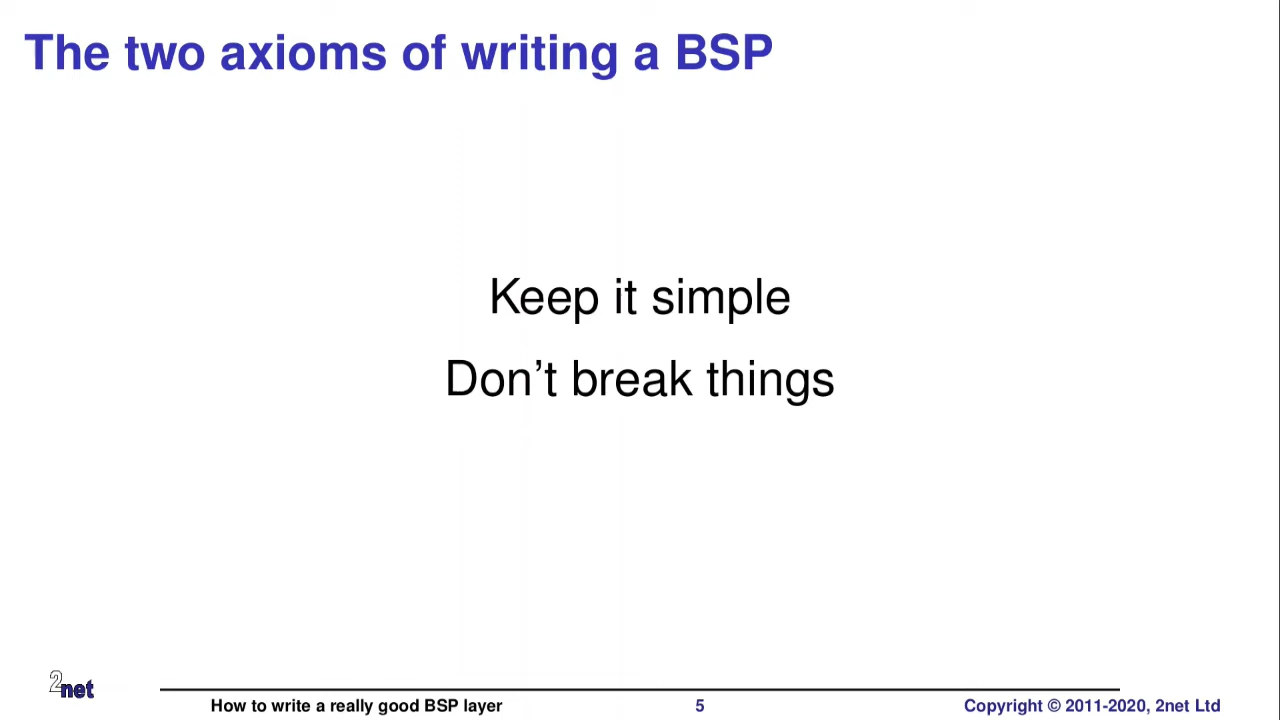 The two axioms of writing a BSP
Keep it simple
Don't break things
2net
How to write a really good BSP layer
5
Copyright © 2011-2020, 2net Ltd